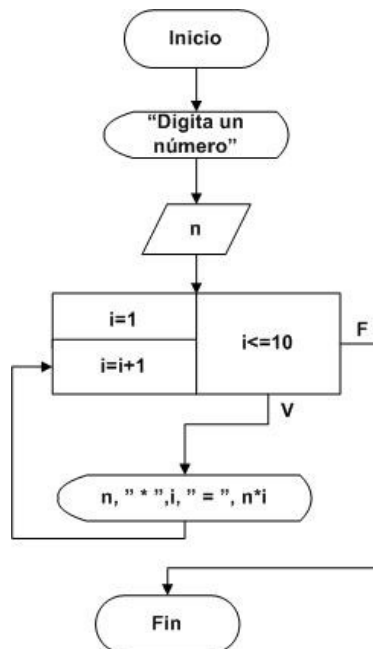 Inicio
“Digita un
número”
n
i=1
i=i+1
i<=10
F
V
n, ” * ”,i, ” = ”, n*i
Fin